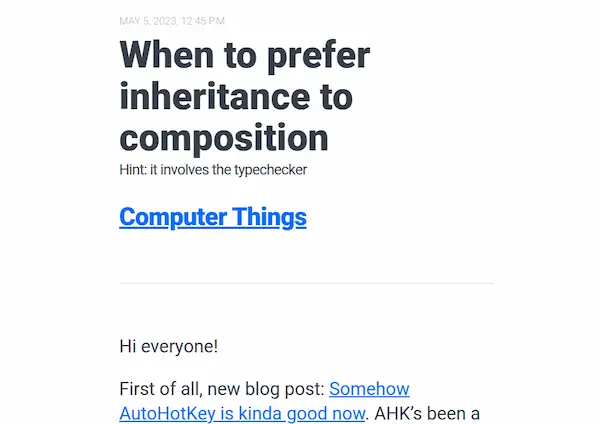 MAY 5, 2023, 12:45 PM
When to prefer
inheritance to
composition
Hint: it involves the typechecker
Computer Things
Hi everyone!
First of all, new blog post: Somehow
AutoHotKey is kinda good now. AHK’s been a